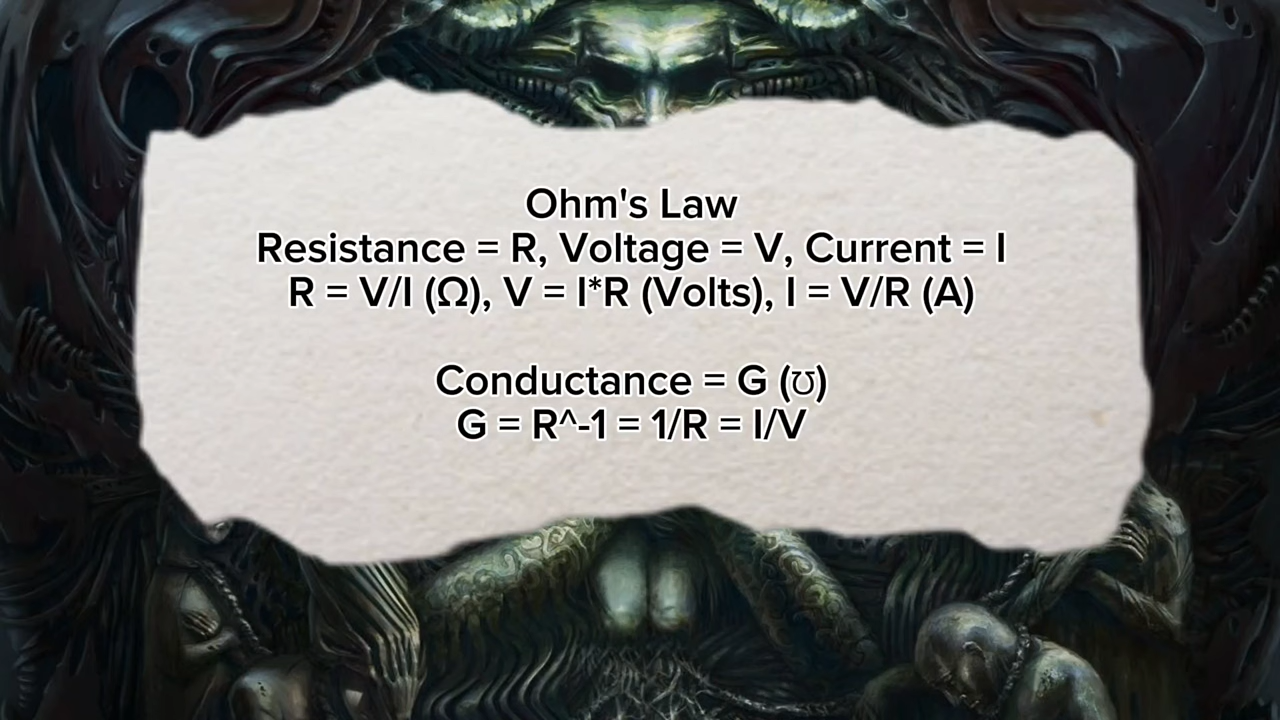 Ohm's Law
Resistance = R, Voltage = V, Current = I
R = V/I (Ω), V = I*R (Volts), I = V/R (A)
Conductance = G (℧)
G = R^-1 = 1/R = I/V